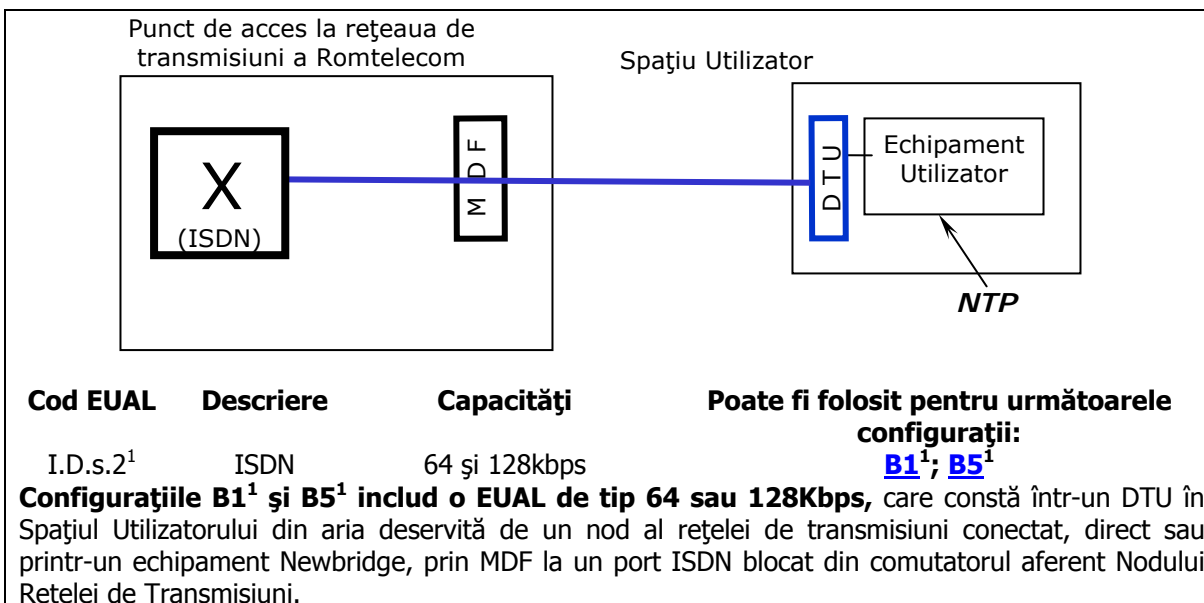 Punct de acces la reţeaua de
transmisiuni a Romtelecom
Spaţiu Utilizator
X
(ISDN)
M D F
D T U
Echipament
Utilizator
NTP
Cod EUAL Descriere Capacităţi Poate fi folosit pentru următoarele
configuraţii:
I.D.s.2¹ ISDN 64 şi 128kbps B1¹; B5¹
Configuraţiile B1¹ şi B5¹ includ o EUAL de tip 64 sau 128Kbps, care constă într-un DTU în
Spaţiul Utilizatorului din aria deservită de un nod al reţelei de transmisiuni conectat, direct sau
printr-un echipament Newbridge, prin MDF la un port ISDN blocat din comutatorul aferent Nodului
Reţelei de Transmisiuni.